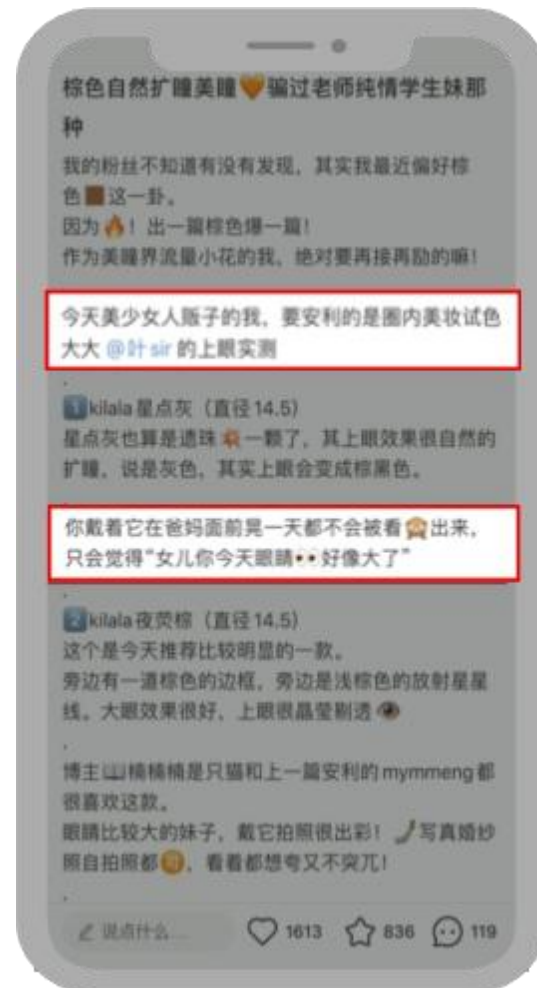 棕色自然扩瞳美瞳🧡骗过老师纯情学生妹那
种
我的粉丝不知道有没有发现，其实我最近偏好棕
色🟫这一卦。
因为🔥！出一篇棕色爆一篇！
作为美瞳界流量小花的我，绝对要再接再励的嘛！
今天美少女人贩子的我，要安利的是圈内美妆试色
大大 @叶 sir 的上眼实测
.
1️⃣kilala 星点灰（直径 14.5）
星点灰也算是遗珠💥一颗了，其上眼效果很自然的
扩瞳，说是灰色，其实上眼会变成棕黑色。
.
你戴着它在爸妈面前晃一天都不会被看🙊出来，
只会觉得“女儿你今天眼睛👀好像大了”
.
2️⃣kilala 夜荧棕（直径 14.5）
这个是今天推荐比较明显的一款。
旁边有一道棕色的边框，旁边是浅棕色的放射星星
线。大眼效果很好，上眼很晶莹剔透 👁
.
博主📖楠楠楠是只猫和上一篇安利的 mymmeng 都
很喜欢这款。
眼睛比较大的妹子，戴它拍照很出彩！🤳写真婚纱
照自拍照都🉑，看着都想夸又不突兀！
.
说点什么... 1613 836 119